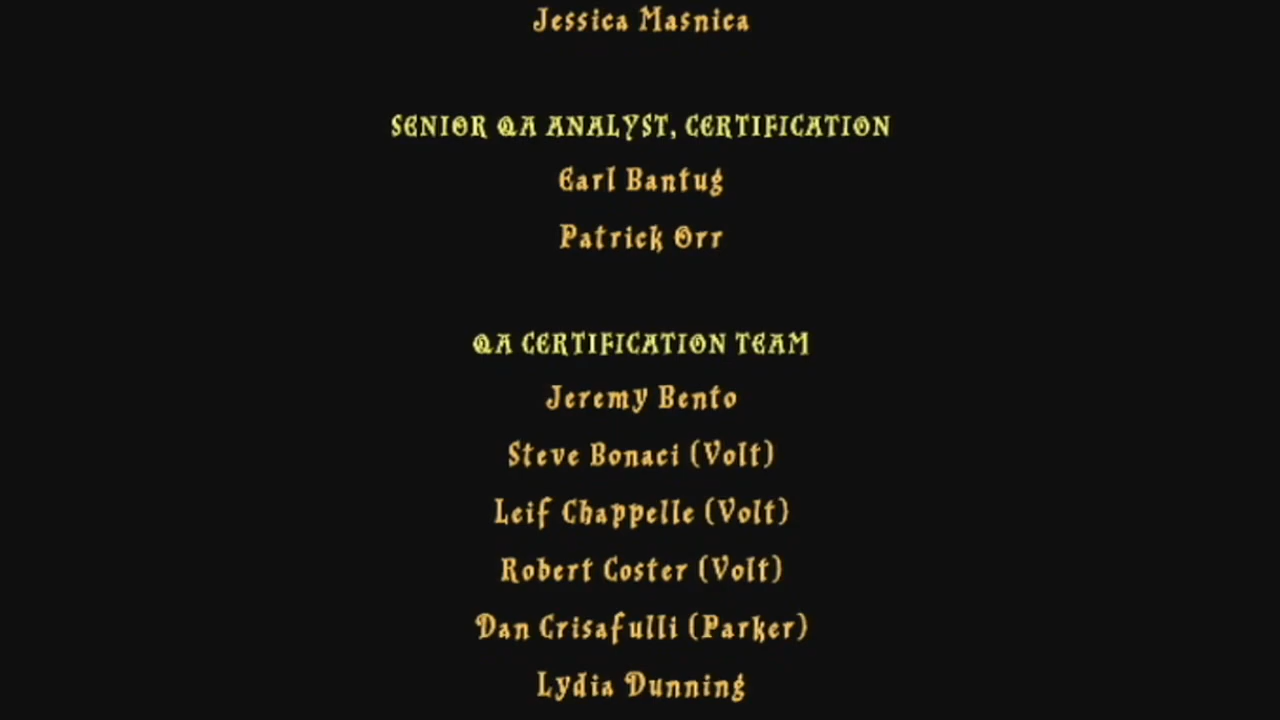 Jessica Masnica
SENIOR QA ANALYST, CERTIFICATION
Earl Bantug
Patrick Orr
QA CERTIFICATION TEAM
Jeremy Bento
Steve Bonaci (Volt)
Leif Chappelle (Volt)
Robert Coster (Volt)
Dan Crisafulli (Parker)
Lydia Dunning